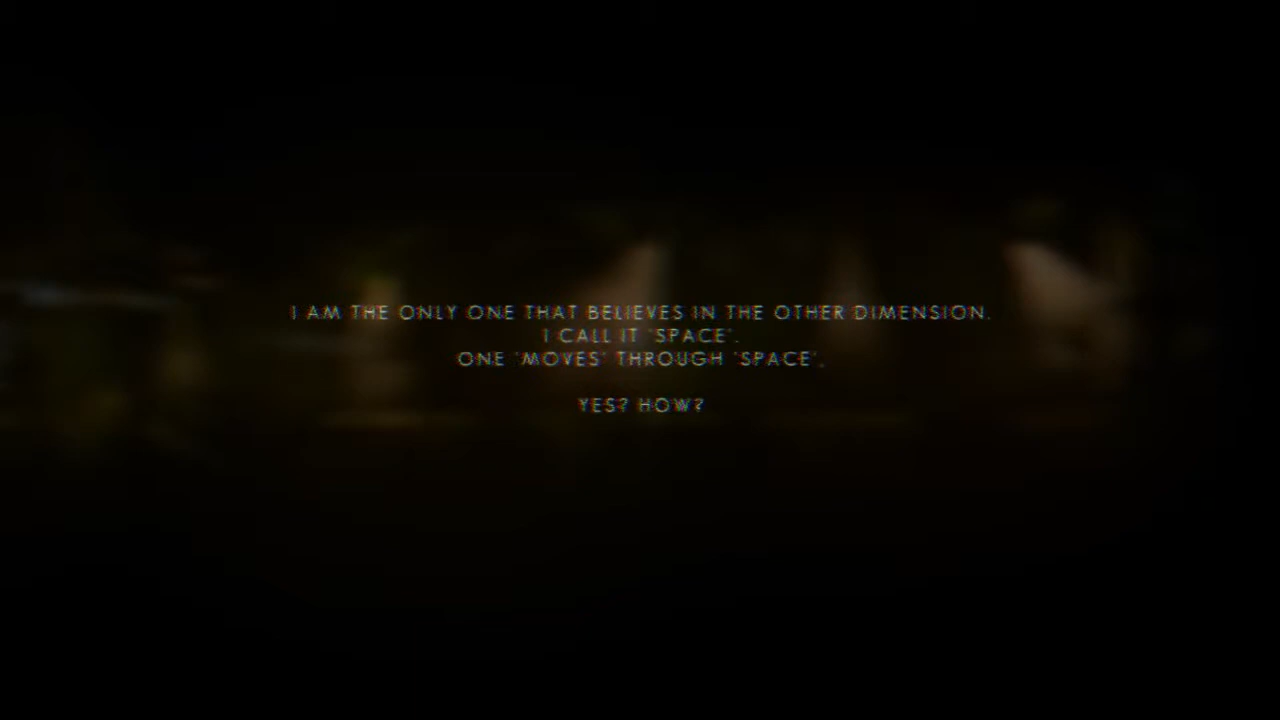 I AM THE ONLY ONE THAT BELIEVES IN THE OTHER DIMENSION.
I CALL IT 'SPACE'.
ONE 'MOVES' THROUGH 'SPACE'.
YES? HOW?